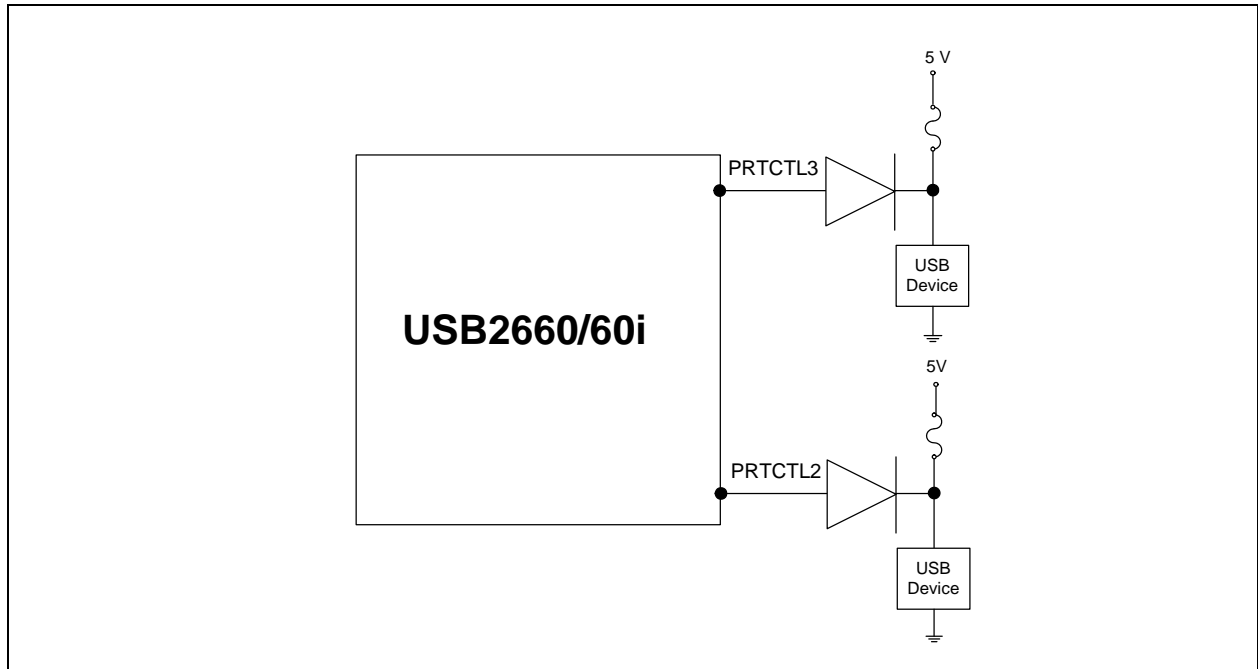 5 V
PRTCTL3
USB
Device
USB2660/60i
5V
PRTCTL2
USB
Device